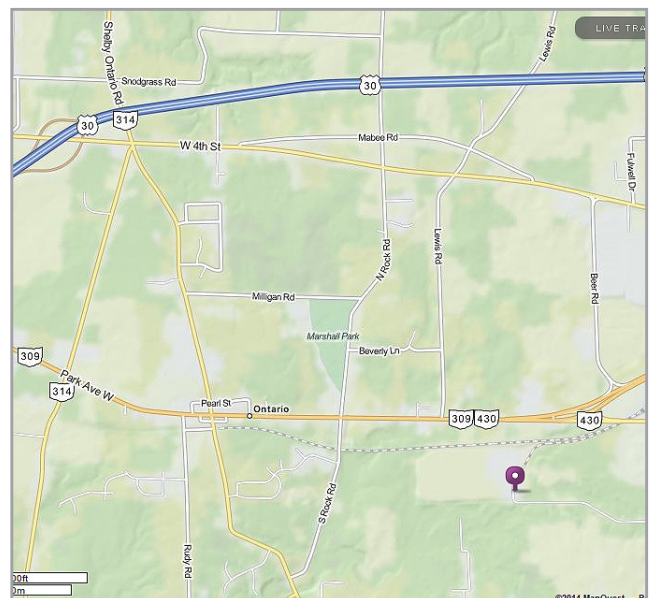 LIVE TRA
Lewis Rd
Shelby Ontario Rd
Snodgrass Rd
30
30
314
W 4th St
Mabee Rd
Fulwell Dr
Lewis Rd
N Rock Rd
Beer Rd
Milligan Rd
Marshall Park
Beverly Ln
309
Park Ave W
314
Pearl St
Ontario
309
430
430
S Rock Rd
Rudy Rd
00ft
0m
©2014 MapQuest